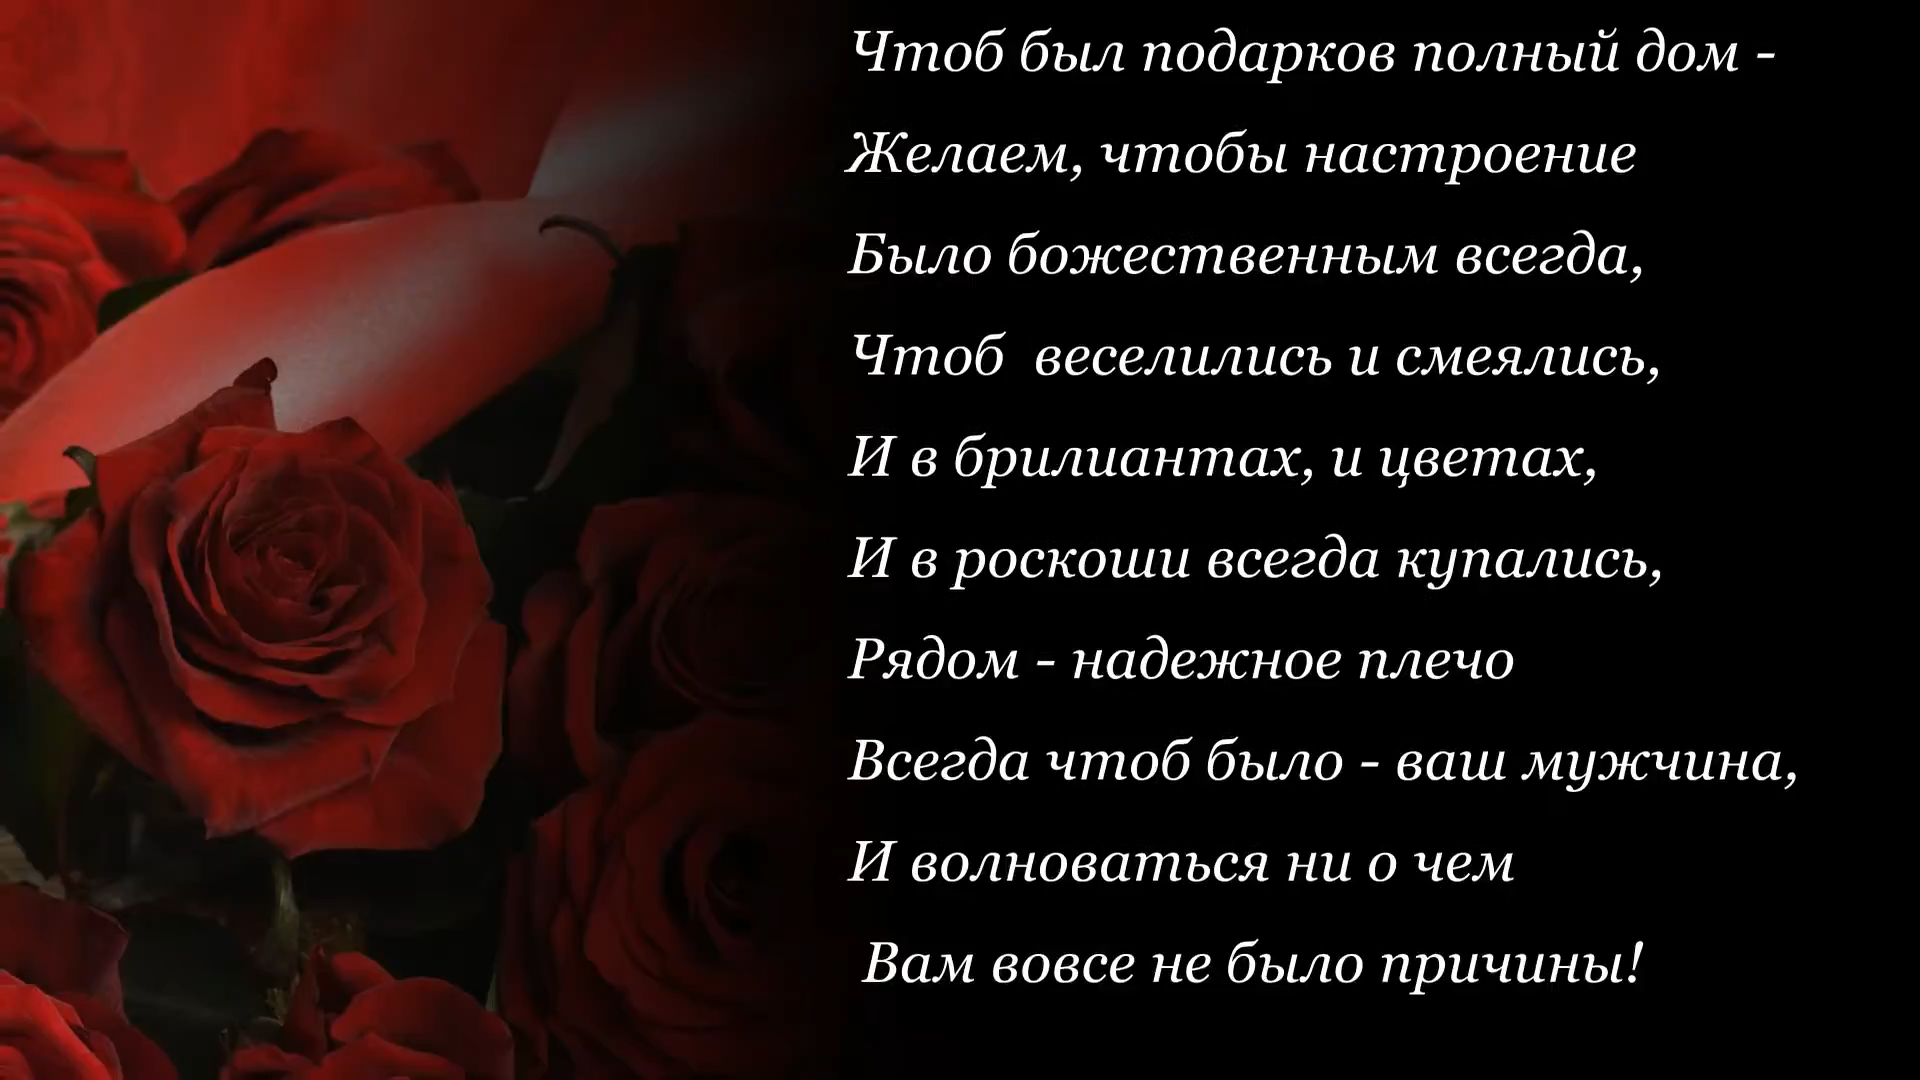 Чтоб был подарков полный дом -
Желаем, чтобы настроение
Было божественным всегда,
Чтоб  веселились и смеялись,
И в брилиантах, и цветах,
И в роскоши всегда купались,
Рядом - надежное плечо
Всегда чтоб было - ваш мужчина,
И волноваться ни о чем
Вам вовсе не было причины!